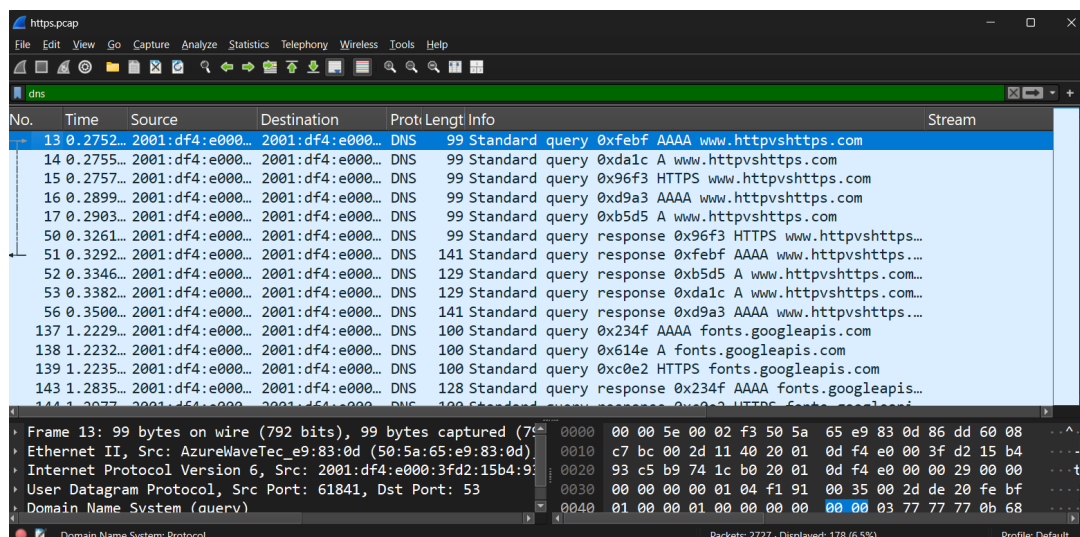 https.pcap
File Edit View Go Capture Analyze Statistics Telephony Wireless Tools Help
dns
No. Time Source Destination Proto Lengt Info Stream
13 0.2752… 2001:df4:e000… 2001:df4:e000… DNS 99 Standard query 0xfebf AAAA www.httpvshttps.com
14 0.2755… 2001:df4:e000… 2001:df4:e000… DNS 99 Standard query 0xda1c A www.httpvshttps.com
15 0.2757… 2001:df4:e000… 2001:df4:e000… DNS 99 Standard query 0x96f3 HTTPS www.httpvshttps.com
16 0.2899… 2001:df4:e000… 2001:df4:e000… DNS 99 Standard query 0xd9a3 AAAA www.httpvshttps.com
17 0.2903… 2001:df4:e000… 2001:df4:e000… DNS 99 Standard query 0xb5d5 A www.httpvshttps.com
50 0.3261… 2001:df4:e000… 2001:df4:e000… DNS 99 Standard query response 0x96f3 HTTPS www.httpvshttps…
51 0.3292… 2001:df4:e000… 2001:df4:e000… DNS 141 Standard query response 0xfebf AAAA www.httpvshttps.…
52 0.3346… 2001:df4:e000… 2001:df4:e000… DNS 129 Standard query response 0xb5d5 A www.httpvshttps.com…
53 0.3382… 2001:df4:e000… 2001:df4:e000… DNS 129 Standard query response 0xda1c A www.httpvshttps.com…
56 0.3500… 2001:df4:e000… 2001:df4:e000… DNS 141 Standard query response 0xd9a3 AAAA www.httpvshttps.…
137 1.2229… 2001:df4:e000… 2001:df4:e000… DNS 100 Standard query 0x234f AAAA fonts.googleapis.com
138 1.2232… 2001:df4:e000… 2001:df4:e000… DNS 100 Standard query 0x614e A fonts.googleapis.com
139 1.2235… 2001:df4:e000… 2001:df4:e000… DNS 100 Standard query 0xc0e2 HTTPS fonts.googleapis.com
143 1.2835… 2001:df4:e000… 2001:df4:e000… DNS 128 Standard query response 0x234f AAAA fonts.googleapis…
Frame 13: 99 bytes on wire (792 bits), 99 bytes captured (79
Ethernet II, Src: AzureWaveTec_e9:83:0d (50:5a:65:e9:83:0d)
Internet Protocol Version 6, Src: 2001:df4:e000:3fd2:15b4:93
User Datagram Protocol, Src Port: 61841, Dst Port: 53
Domain Name System (query)
0000 00 00 5e 00 02 f3 50 5a 65 e9 83 0d 86 dd 60 08 ··^·
0010 c7 bc 00 2d 11 40 20 01 0d f4 e0 00 3f d2 15 b4 ···-
0020 93 c5 b9 74 1c b0 20 01 0d f4 e0 00 00 29 00 00 ···t
0030 00 00 00 00 01 04 f1 91 00 35 00 2d de 20 fe bf ····
0040 01 00 00 01 00 00 00 00 00 00 03 77 77 77 0b 68 ····
Domain Name System: Protocol Packets: 2727 · Displayed: 178 (6.5%) Profile: Default